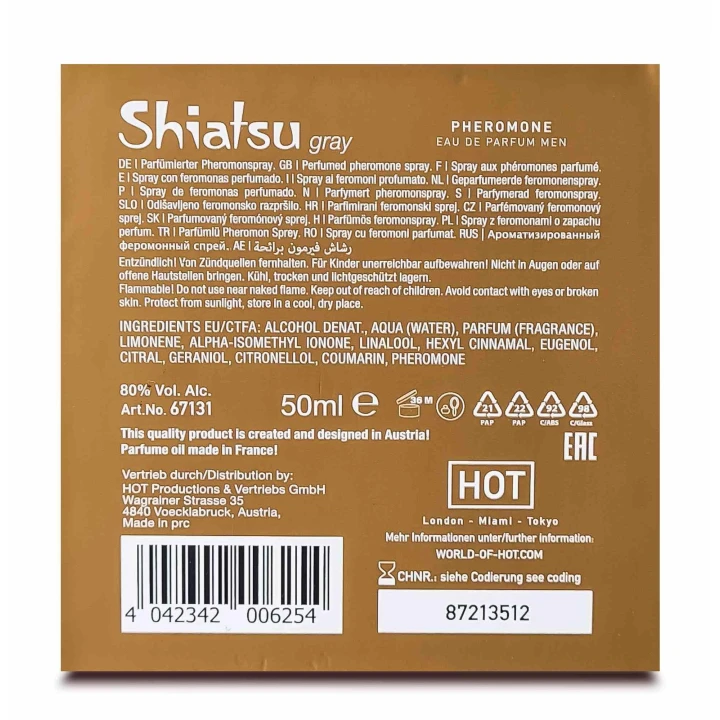 Shiatsu gray
PHEROMONE
EAU DE PARFUM MEN
DE | Parfümierter Pheromonspray. GB | Perfumed pheromone spray. F | Spray aux phéromones parfumé.
E | Spray con feromonas perfumado. I | Spray ai feromoni profumato. NL | Geparfumeerde feromonenspray.
P | Spray de feromonas perfumado. N | Parfymert pheromonspray. S | Parfymerad feromonspray.
SLO | Odišavljeno feromonsko razpršilo. HR | Parfimirani feromonski sprej. CZ | Parfémovaný feromonový
sprej. SK | Parfumovaný feromónový sprej. H | Parfümös feromonspray. PL | Spray z feromonami o zapachu
perfum. TR | Parfümlü Pheromon Sprey. RO | Spray cu feromoni parfumat. RUS | Ароматизированный
феромонный спрей. AE | رشاش فيرمون برائحة
Entzündlich! Von Zündquellen fernhalten. Für Kinder unerreichbar aufbewahren! Nicht in Augen oder auf
offene Hautstellen bringen. Kühl, trocken und lichtgeschützt lagern.
Flammable! Do not use near naked flame. Keep out of reach of children. Avoid contact with eyes or broken
skin. Protect from sunlight, store in a cool, dry place.
INGREDIENTS EU/CTFA: ALCOHOL DENAT., AQUA (WATER), PARFUM (FRAGRANCE),
LIMONENE, ALPHA-ISOMETHYL IONONE, LINALOOL, HEXYL CINNAMAL, EUGENOL,
CITRAL, GERANIOL, CITRONELLOL, COUMARIN, PHEROMONE
80% Vol. Alc.
Art.No. 67131
50ml e
36 M
21 22 92 98
PAP PAP C/ABS C/Glass
This quality product is created and designed in Austria!
Parfume oil made in France!
EAC
Vertrieb durch/Distribution by:
HOT Productions & Vertriebs GmbH
Wagrainer Strasse 35
4840 Voecklabruck, Austria,
Made in prc
HOT
London - Miami - Tokyo
Mehr Informationen unter/further information:
WORLD-OF-HOT.COM
CHNR.: siehe Codierung see coding
4 042342 006254
87213512